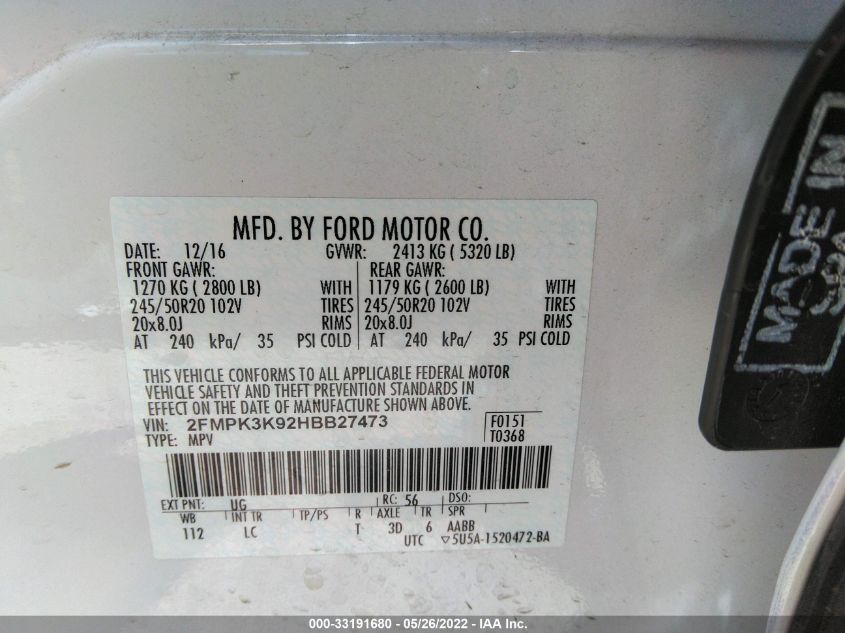 MFD. BY FORD MOTOR CO.
DATE: 12/16 GVWR: 2413 KG ( 5320 LB)
FRONT GAWR: REAR GAWR:
1270 KG ( 2800 LB) WITH 1179 KG ( 2600 LB) WITH
245/50R20 102V TIRES 245/50R20 102V TIRES
20x8.0J RIMS 20x8.0J RIMS
AT 240 kPa/ 35 PSI COLD AT 240 kPa/ 35 PSI COLD
THIS VEHICLE CONFORMS TO ALL APPLICABLE FEDERAL MOTOR
VEHICLE SAFETY AND THEFT PREVENTION STANDARDS IN
EFFECT ON THE DATE OF MANUFACTURE SHOWN ABOVE.
VIN: 2FMPK3K92HBB27473 F0151
TYPE: MPV T0368
EXT PNT: UG RC: 56 DSO:
WB INT TR TP/PS R AXLE TR SPR
112 LC T 3D 6 AABB
UTC ▽5U5A-1520472-BA
MADE IN
000-33191680 - 05/26/2022 - IAA Inc.